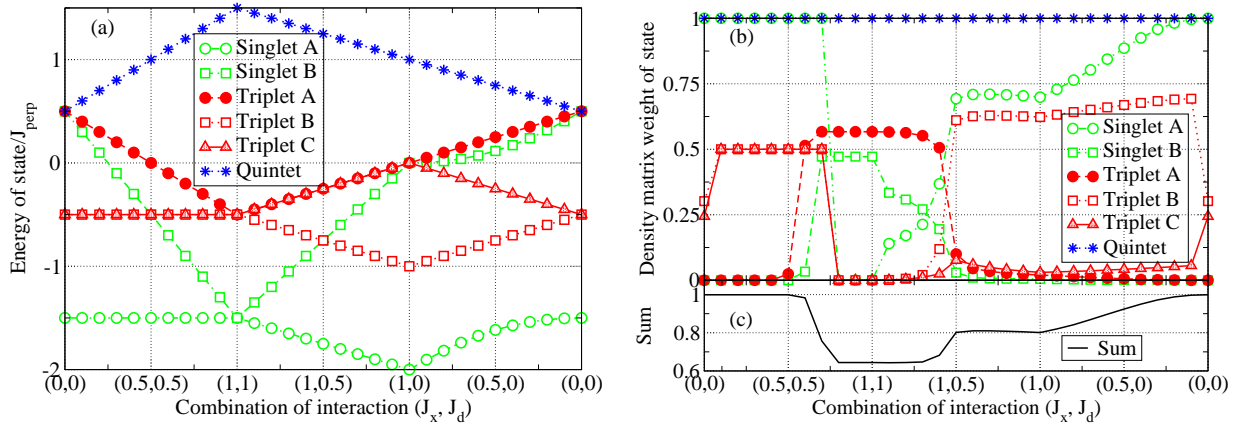 (a)
1
0
-1
-2
Energy of state/J_perp
Singlet A
Singlet B
Triplet A
Triplet B
Triplet C
Quintet
(0,0) (0.5,0.5) (1,1) (1,0.5) (1,0) (0.5,0) (0,0)
Combination of interaction (J_x, J_d)
(b)
1
0.75
0.5
0.25
0
Density matrix weight of state
Singlet A
Singlet B
Triplet A
Triplet B
Triplet C
Quintet
(c)
1
0.8
0.6
Sum
Sum
(0,0) (0.5,0.5) (1,1) (1,0.5) (1,0) (0.5,0) (0,0)
Combination of interaction (J_x, J_d)